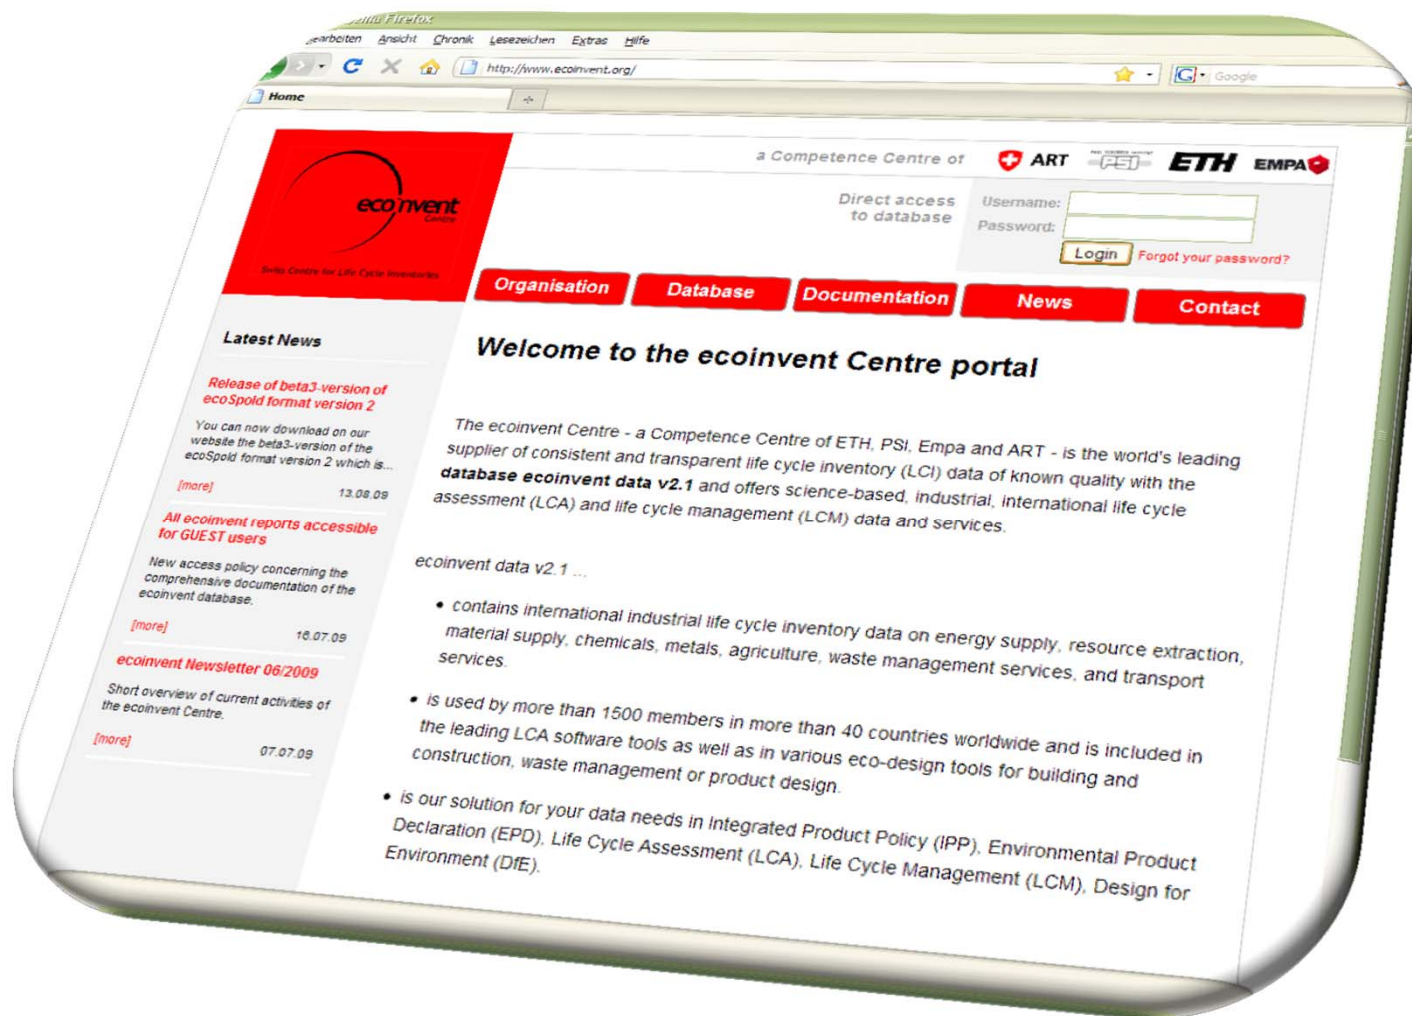 Firefox
Ansicht Chronik Lesezeichen Extras Hilfe
http://www.ecoinvent.org/
Google
Home
a Competence Centre of ART PSI ETH EMPA
ecoinvent
Centre
Swiss Centre for Life Cycle Inventories
Direct access
to database
Username:
Password:
Login Forgot your password?
Organisation Database Documentation News Contact
Latest News
Release of beta3-version of
ecoSpold format version 2
You can now download on our
website the beta3-version of the
ecoSpold format version 2 which is...
[more] 13.08.09
All ecoinvent reports accessible
for GUEST users
New access policy concerning the
comprehensive documentation of the
ecoinvent database.
[more] 16.07.09
ecoinvent Newsletter 06/2009
Short overview of current activities of
the ecoinvent Centre.
[more] 07.07.09
Welcome to the ecoinvent Centre portal
The ecoinvent Centre - a Competence Centre of ETH, PSI, Empa and ART - is the world's leading
supplier of consistent and transparent life cycle inventory (LCI) data of known quality with the
database ecoinvent data v2.1 and offers science-based, industrial, international life cycle
assessment (LCA) and life cycle management (LCM) data and services.
ecoinvent data v2.1 ...
• contains international industrial life cycle inventory data on energy supply, resource extraction,
material supply, chemicals, metals, agriculture, waste management services, and transport
services.
• is used by more than 1500 members in more than 40 countries worldwide and is included in
the leading LCA software tools as well as in various eco-design tools for building and
construction, waste management or product design.
• is our solution for your data needs in Integrated Product Policy (IPP), Environmental Product
Declaration (EPD), Life Cycle Assessment (LCA), Life Cycle Management (LCM), Design for
Environment (DfE).